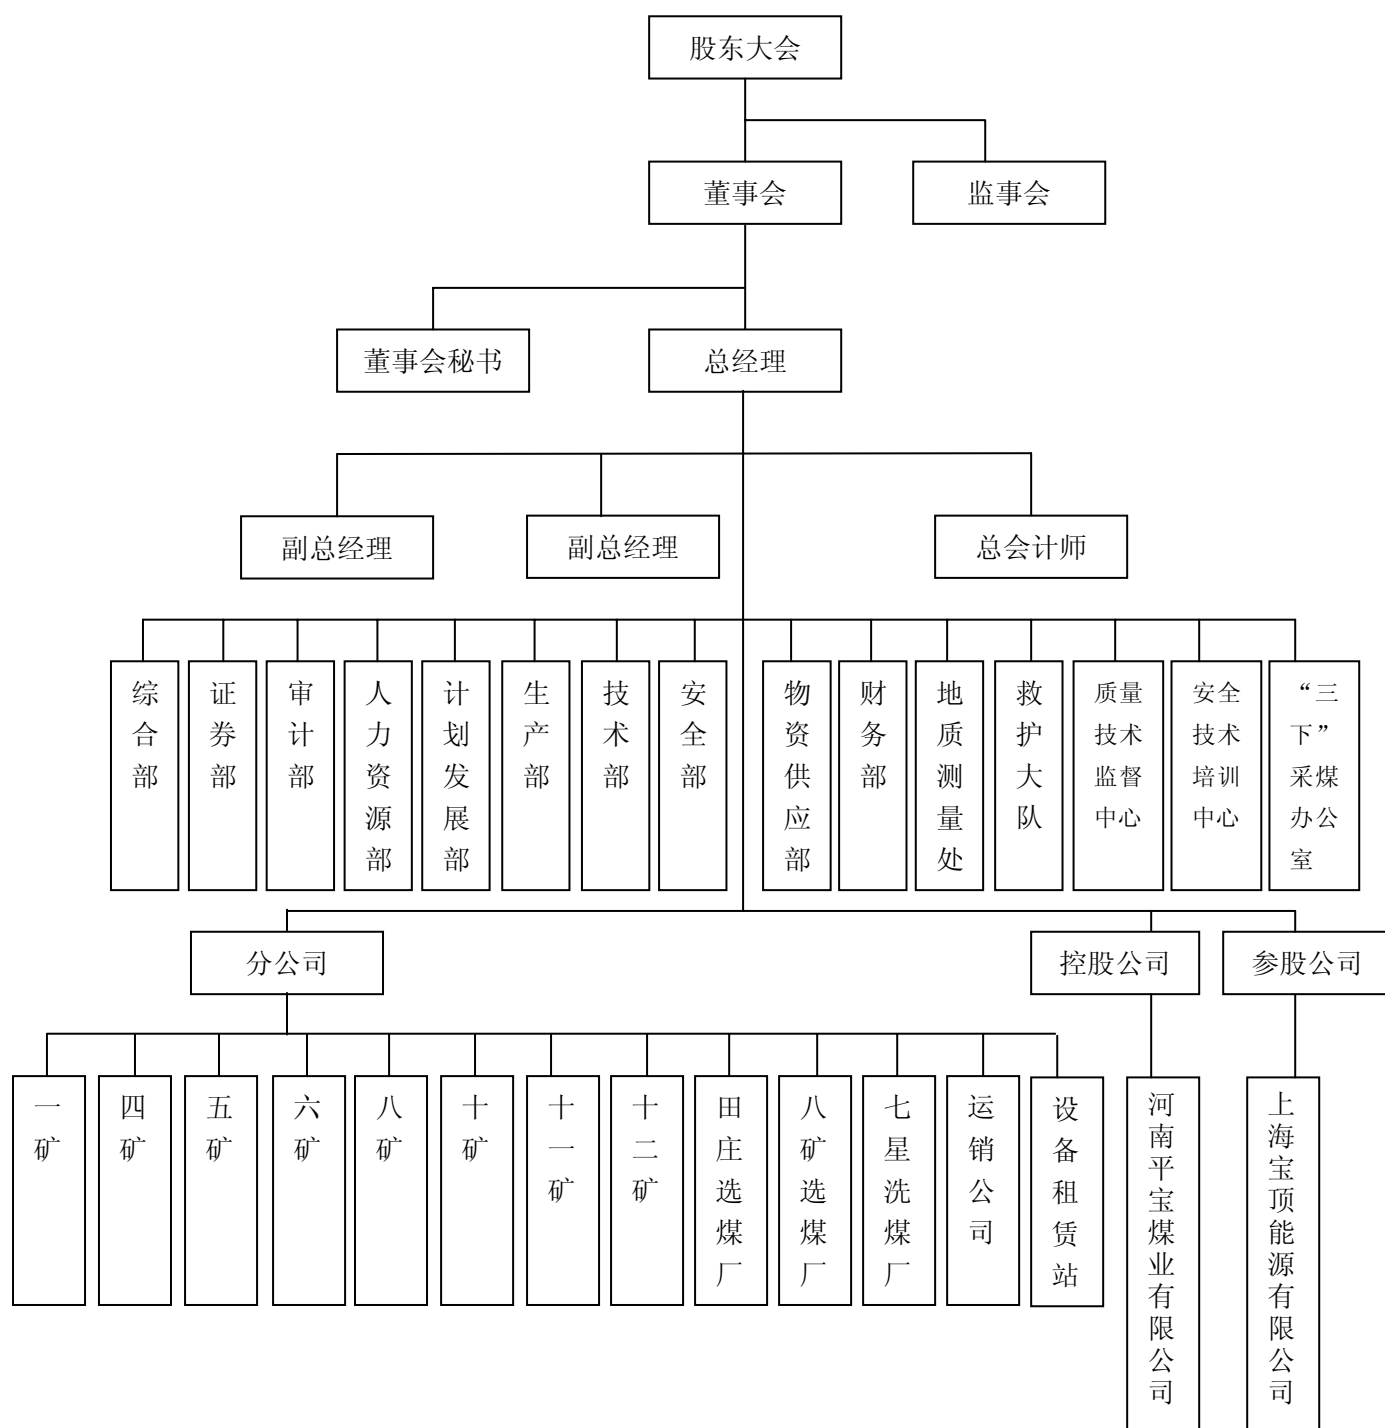 股东大会
董事会
监事会
董事会秘书
总经理
副总经理
副总经理
总会计师
综合部
证券部
审计部
人力资源部
计划发展部
生产部
技术部
安全部
物资供应部
财务部
地质测量处
救护大队
质量
技术
监督
中心
安全
技术
培训
中心
“三
下”
采煤
办公
室
分公司
控股公司
参股公司
一矿
四矿
五矿
六矿
八矿
十矿
十一矿
十二矿
田庄选煤厂
八矿选煤厂
七星洗煤厂
运销公司
设备租赁站
河南平宝煤业有限公司
上海宝顶能源有限公司